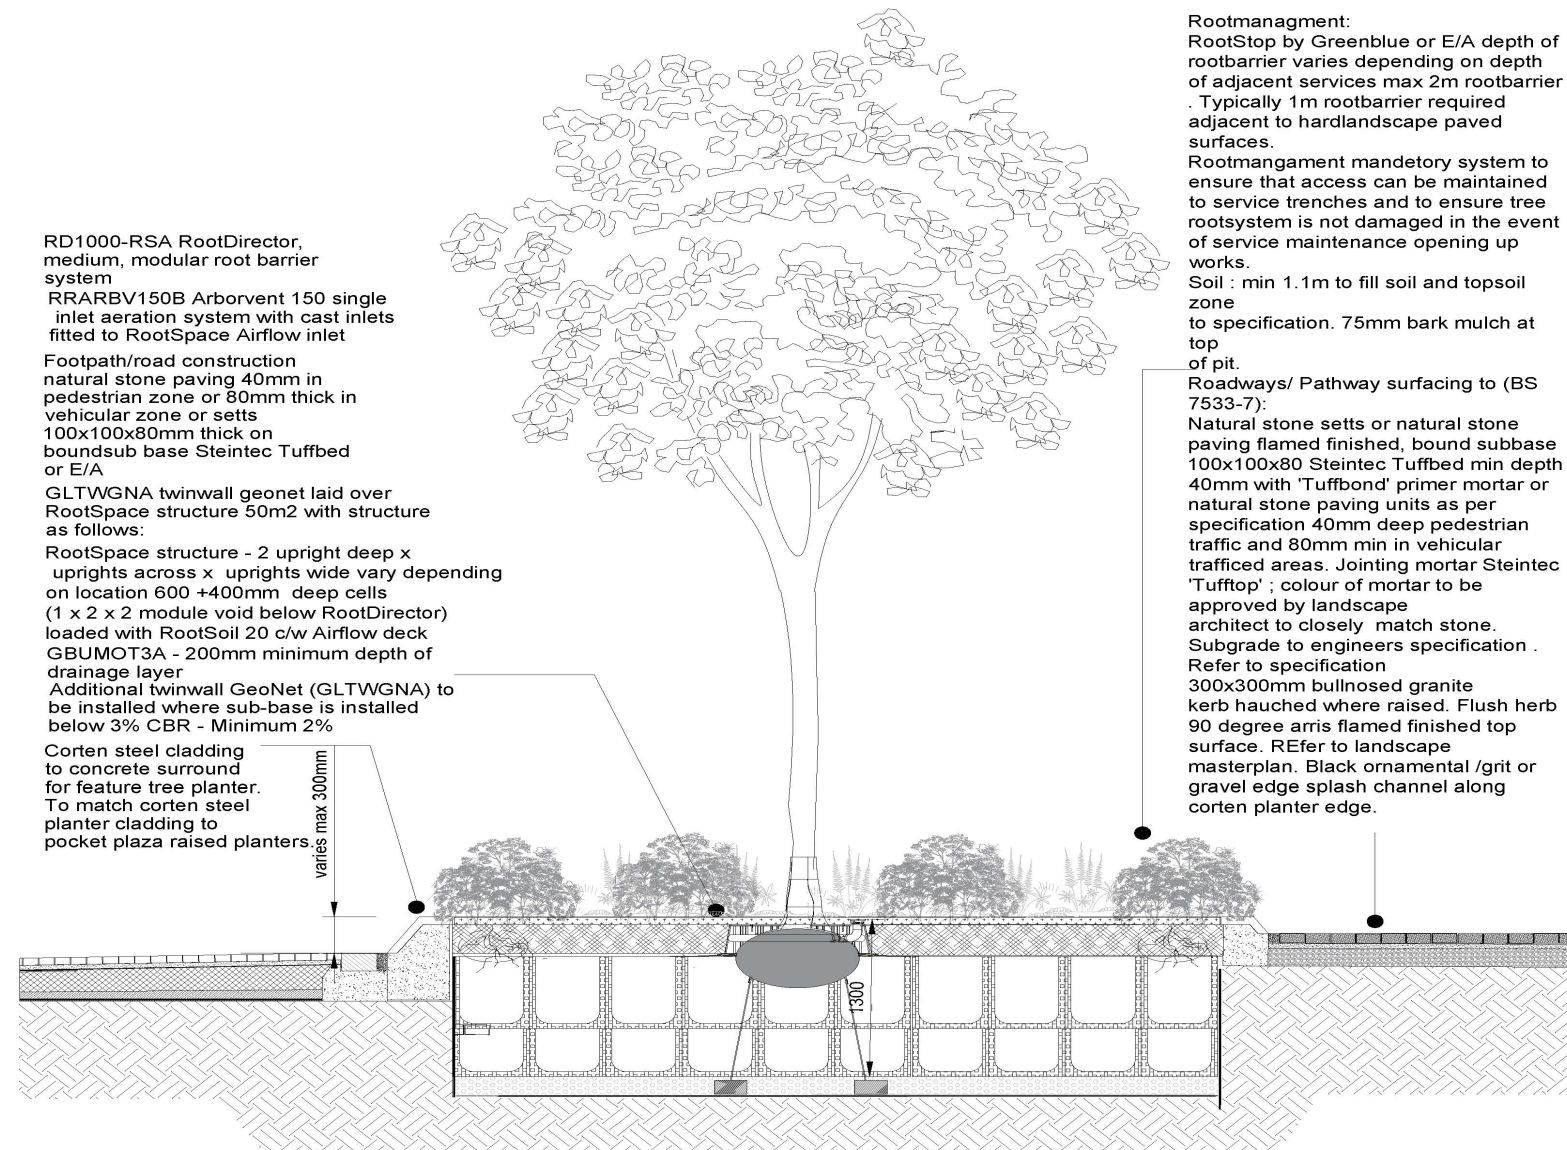 RD1000-RSA RootDirector,
medium, modular root barrier
system
RRARBV150B Arborvent 150 single
inlet aeration system with cast inlets
fitted to RootSpace Airflow inlet
Footpath/road construction
natural stone paving 40mm in
pedestrian zone or 80mm thick in
vehicular zone or setts
100x100x80mm thick on
boundsub base Steintec Tuffbed
or E/A
GLTWGNA twinwall geonet laid over
RootSpace structure 50m2 with structure
as follows:
RootSpace structure - 2 upright deep x
uprights across x  uprights wide vary depending
on location 600 +400mm  deep cells
(1 x 2 x 2 module void below RootDirector)
loaded with RootSoil 20 c/w Airflow deck
GBUMOT3A - 200mm minimum depth of
drainage layer
Additional twinwall GeoNet (GLTWGNA) to
be installed where sub-base is installed
below 3% CBR - Minimum 2%
Corten steel cladding
to concrete surround
for feature tree planter.
To match corten steel
planter cladding to
pocket plaza raised planters.
varies max 300mm
1300
Rootmanagment:
RootStop by Greenblue or E/A depth of
rootbarrier varies depending on depth
of adjacent services max 2m rootbarrier
. Typically 1m rootbarrier required
adjacent to hardlandscape paved
surfaces.
Rootmangament mandetory system to
ensure that access can be maintained
to service trenches and to ensure tree
rootsystem is not damaged in the event
of service maintenance opening up
works.
Soil : min 1.1m to fill soil and topsoil
zone
to specification. 75mm bark mulch at
top
of pit.
Roadways/ Pathway surfacing to (BS
7533-7):
Natural stone setts or natural stone
paving flamed finished, bound subbase
100x100x80 Steintec Tuffbed min depth
40mm with 'Tuffbond' primer mortar or
natural stone paving units as per
specification 40mm deep pedestrian
traffic and 80mm min in vehicular
trafficed areas. Jointing mortar Steintec
'Tufftop' ; colour of mortar to be
approved by landscape
architect to closely  match stone.
Subgrade to engineers specification .
Refer to specification
300x300mm bullnosed granite
kerb hauched where raised. Flush herb
90 degree arris flamed finished top
surface. REfer to landscape
masterplan. Black ornamental /grit or
gravel edge splash channel along
corten planter edge.